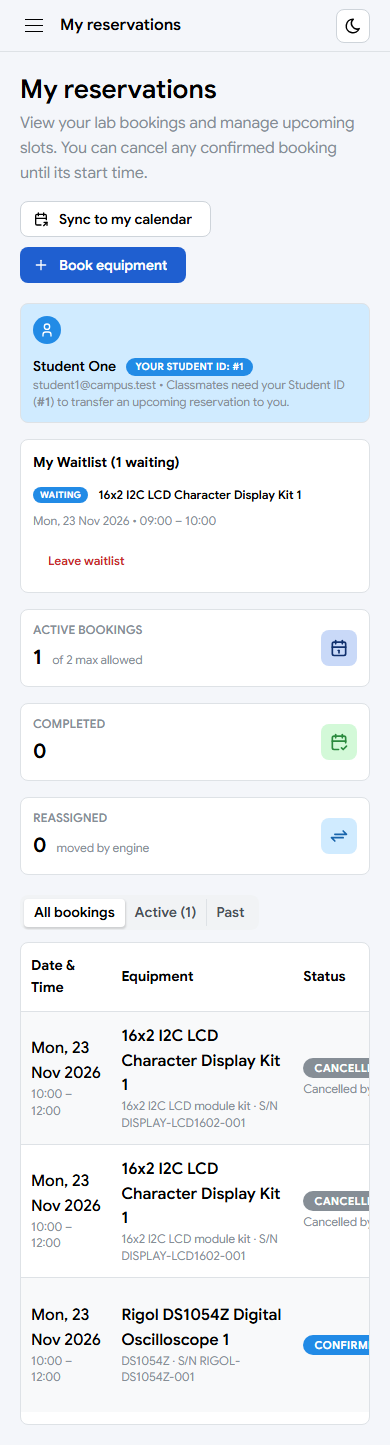 My reservations
My reservations
View your lab bookings and manage upcoming
slots. You can cancel any confirmed booking
until its start time.
Sync to my calendar
Book equipment
Student One YOUR STUDENT ID: #1
student1@campus.test • Classmates need your Student ID
(#1) to transfer an upcoming reservation to you.
My Waitlist (1 waiting)
WAITING 16x2 I2C LCD Character Display Kit 1
Mon, 23 Nov 2026 • 09:00 – 10:00
Leave waitlist
ACTIVE BOOKINGS
1 of 2 max allowed
COMPLETED
0
REASSIGNED
0 moved by engine
All bookings Active (1) Past
Date &
Time
Equipment
Status
Mon, 23
Nov 2026
10:00 –
12:00
16x2 I2C LCD
Character Display Kit
1
16x2 I2C LCD module kit · S/N
DISPLAY-LCD1602-001
CANCELL
Cancelled by
Mon, 23
Nov 2026
10:00 –
12:00
16x2 I2C LCD
Character Display Kit
1
16x2 I2C LCD module kit · S/N
DISPLAY-LCD1602-001
CANCELL
Cancelled by
Mon, 23
Nov 2026
10:00 –
12:00
Rigol DS1054Z Digital
Oscilloscope 1
DS1054Z · S/N RIGOL-
DS1054Z-001
CONFIRM